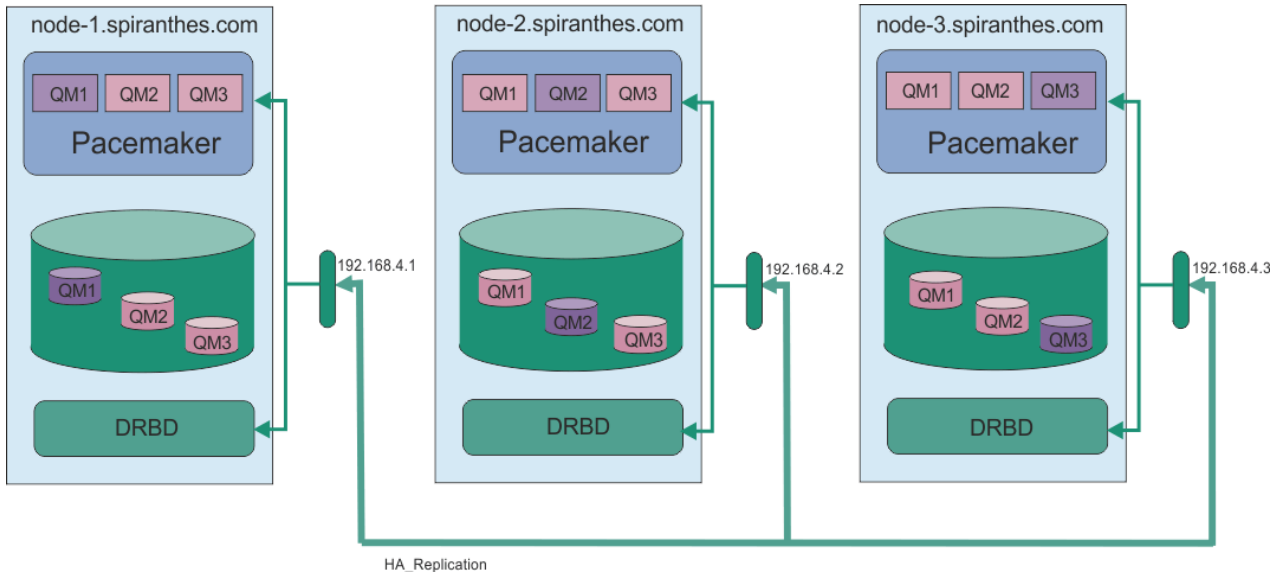 node-1.spiranthes.com
QM1 QM2 QM3
Pacemaker
QM1
QM2
QM3
DRBD
192.168.4.1
node-2.spiranthes.com
QM1 QM2 QM3
Pacemaker
QM1
QM2
QM3
DRBD
192.168.4.2
node-3.spiranthes.com
QM1 QM2 QM3
Pacemaker
QM1
QM2
QM3
DRBD
192.168.4.3
HA_Replication